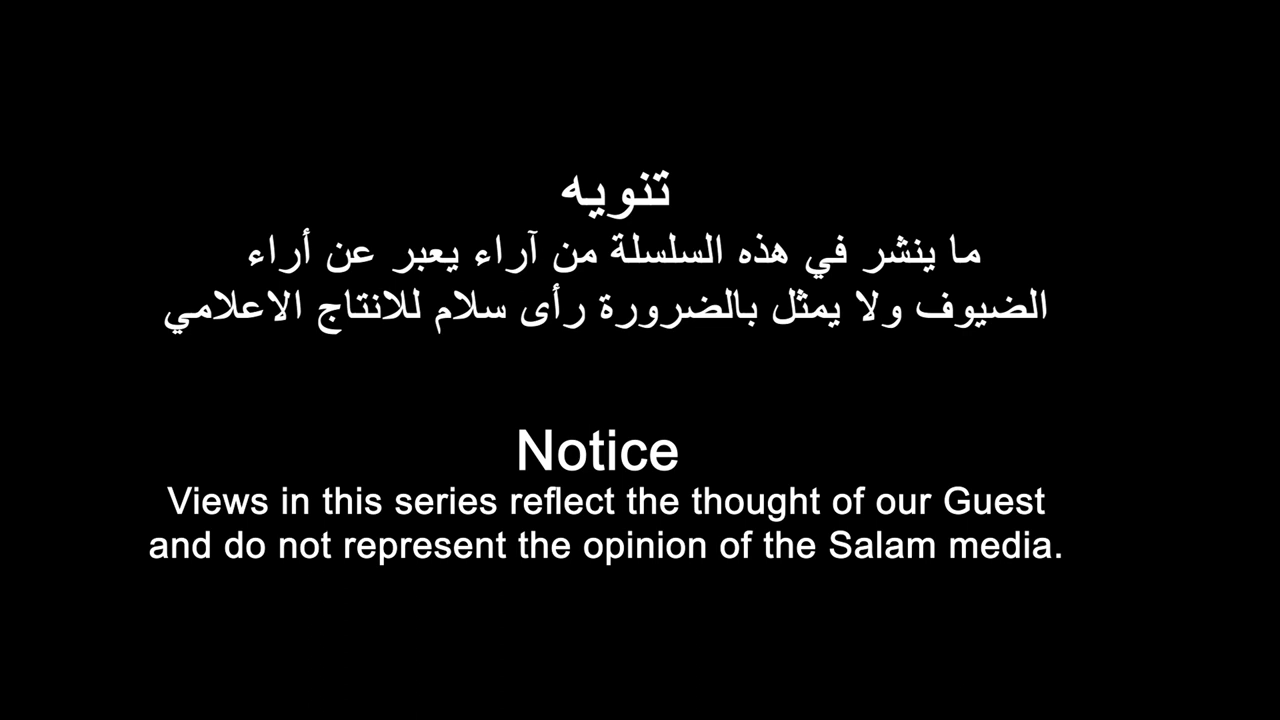 تنويه
ما ينشر في هذه السلسلة من آراء يعبر عن أراء
الضيوف ولا يمثل بالضرورة رأى سلام للانتاج الاعلامي
Notice
Views in this series reflect the thought of our Guest
and do not represent the opinion of the Salam media.